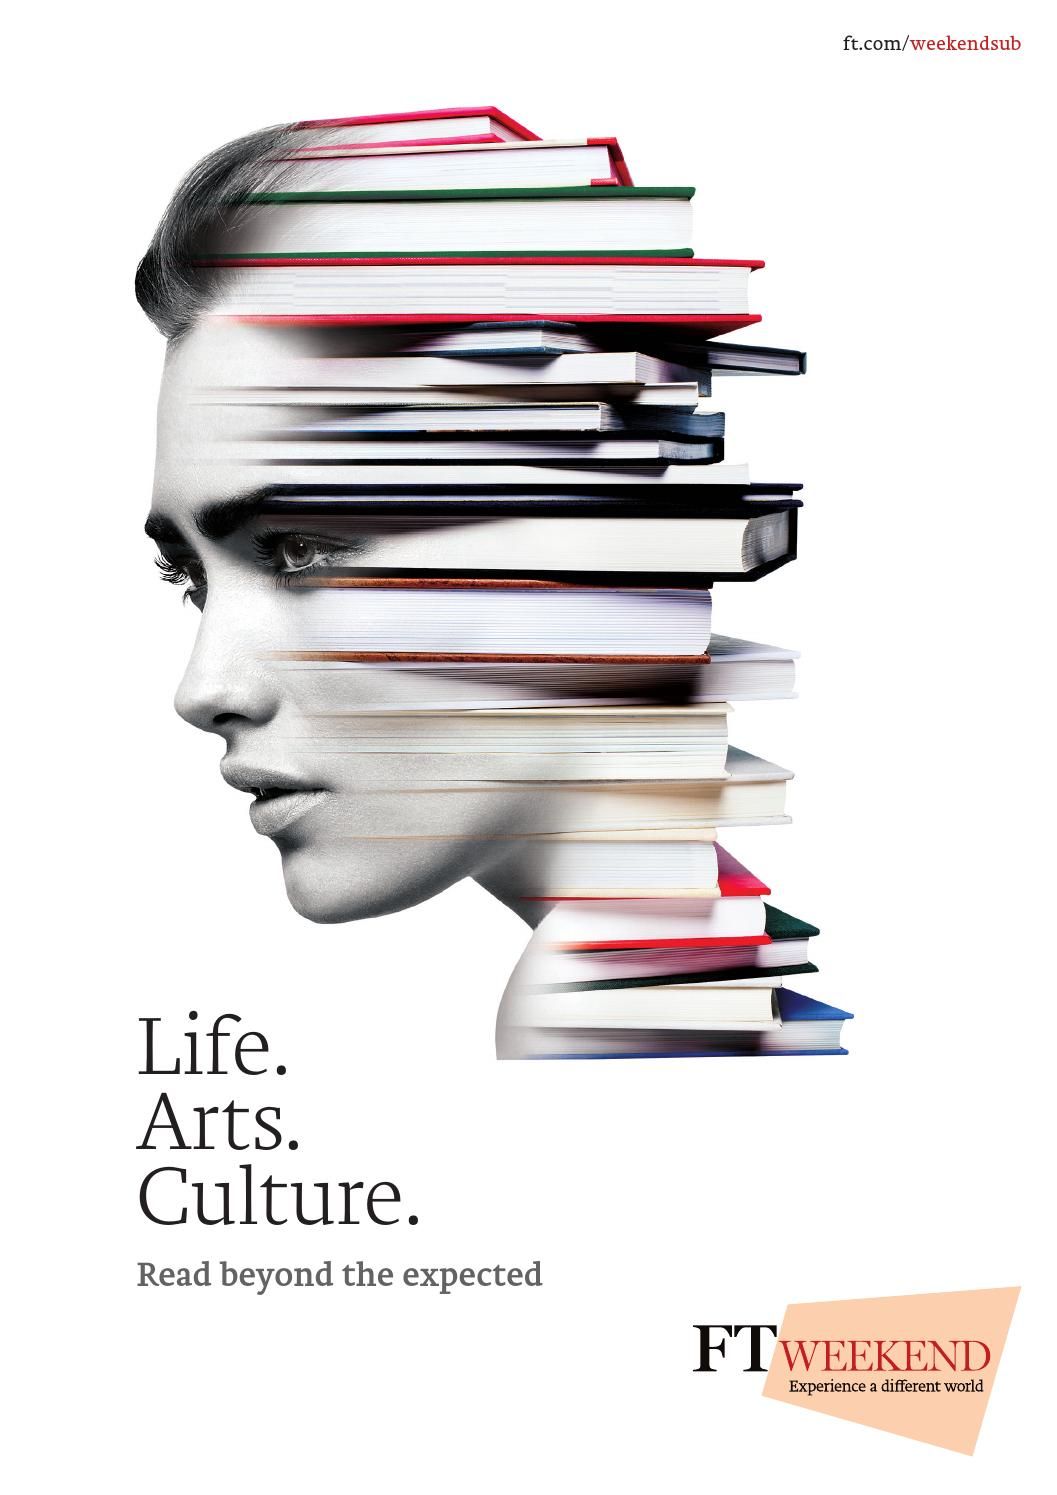 ft.com/weekendsub
Life.
Arts.
Culture.
Read beyond the expected
FTWEEKEND
Experience a different world